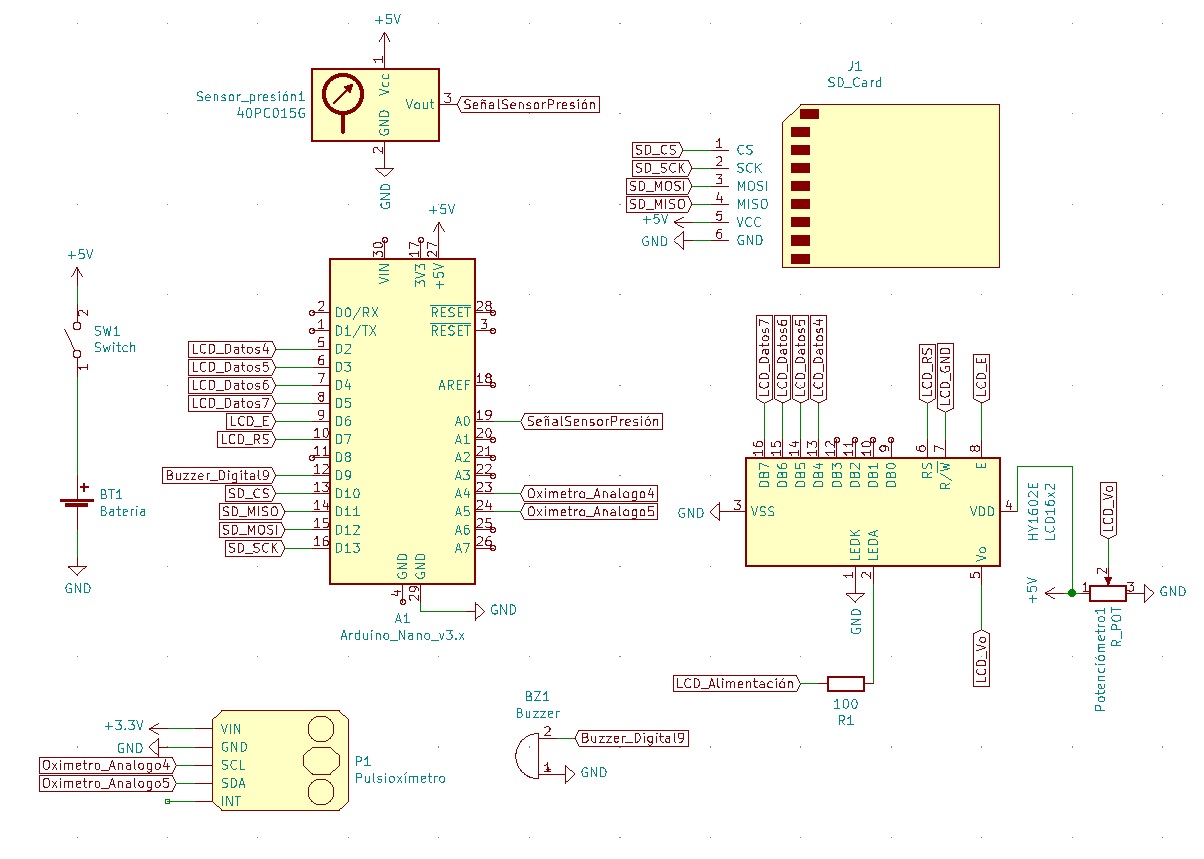 +5V
1
Vcc
Sensor_presión1
40PC015G
Vout
3
SeñalSensorPresión
GND
2
GND
J1
SD_Card
SD_CS
1
CS
SD_SCK
2
SCK
SD_MOSI
3
MOSI
SD_MISO
4
MISO
+5V
5
VCC
GND
6
GND
+5V
2
SW1
Switch
1
BT1
Batería
GND
+5V
30
17
27
VIN
3V3
+5V
2
D0/RX
RESET
28
1
D1/TX
RESET
3
LCD_Datos4
5
D2
LCD_Datos5
6
D3
LCD_Datos6
7
D4
AREF
18
LCD_Datos7
8
D5
LCD_E
9
D6
A0
19
SeñalSensorPresión
LCD_RS
10
D7
A1
20
11
D8
A2
21
Buzzer_Digital9
12
D9
A3
22
SD_CS
13
D10
A4
23
Oximetro_Analogo4
SD_MISO
14
D11
A5
24
Oximetro_Analogo5
SD_MOSI
15
D12
A6
25
SD_SCK
16
D13
A7
26
GND
GND
4
29
GND
A1
Arduino_Nano_v3.x
LCD_Datos7
LCD_Datos6
LCD_Datos5
LCD_Datos4
LCD_RS
LCD_GND
LCD_E
16
15
14
13
12
11
10
9
6
7
8
DB7
DB6
DB5
DB4
DB3
DB2
DB1
DB0
RS
R/W
E
GND
3
VSS
VDD
4
HY1602E
LCD16x2
LEDK
LEDA
Vo
1
2
5
GND
LCD_Vo
LCD_Vo
2
+5V
1
3
GND
Potenciómetro1
R_POT
LCD_Alimentación
100
R1
+3.3V
VIN
GND
GND
Oximetro_Analogo4
SCL
Oximetro_Analogo5
SDA
INT
P1
Pulsioxímetro
BZ1
Buzzer
2
Buzzer_Digital9
1
GND